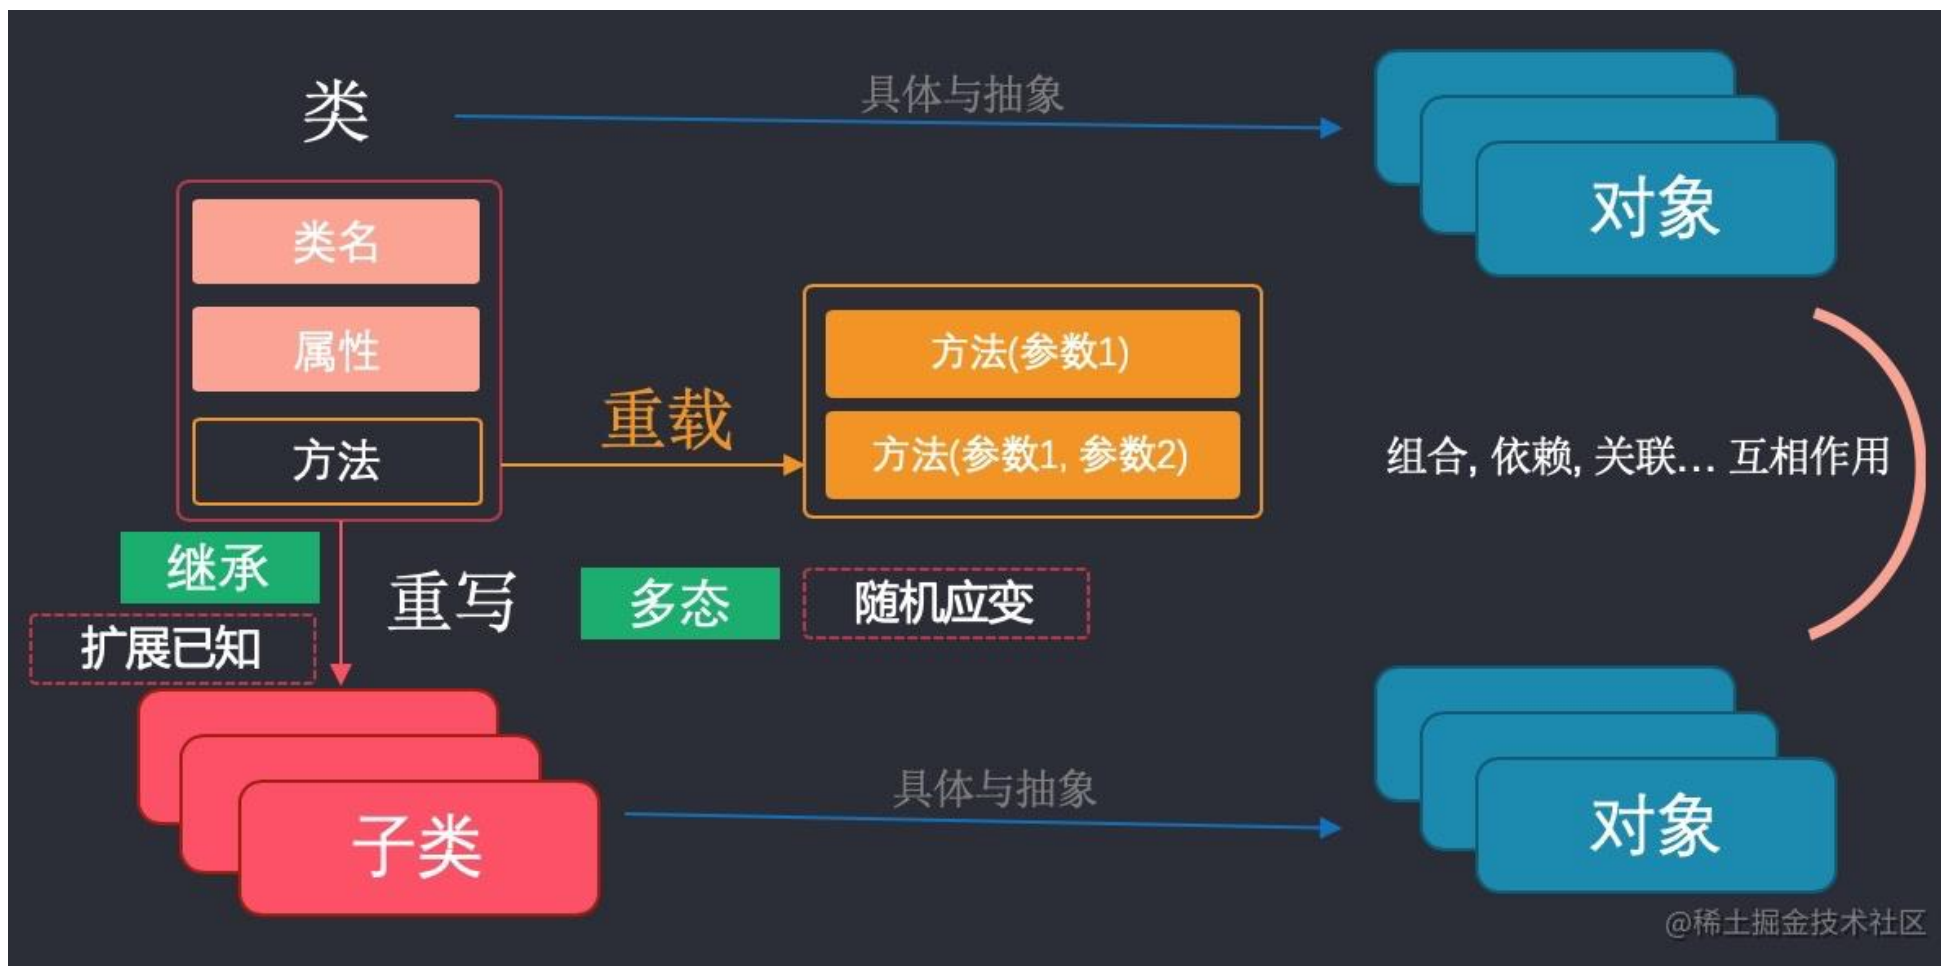 类
具体与抽象
对象
类名
属性
方法
重载
方法(参数1)
方法(参数1, 参数2)
组合, 依赖, 关联... 互相作用
继承
扩展已知
重写
多态
随机应变
子类
具体与抽象
对象
@稀土掘金技术社区